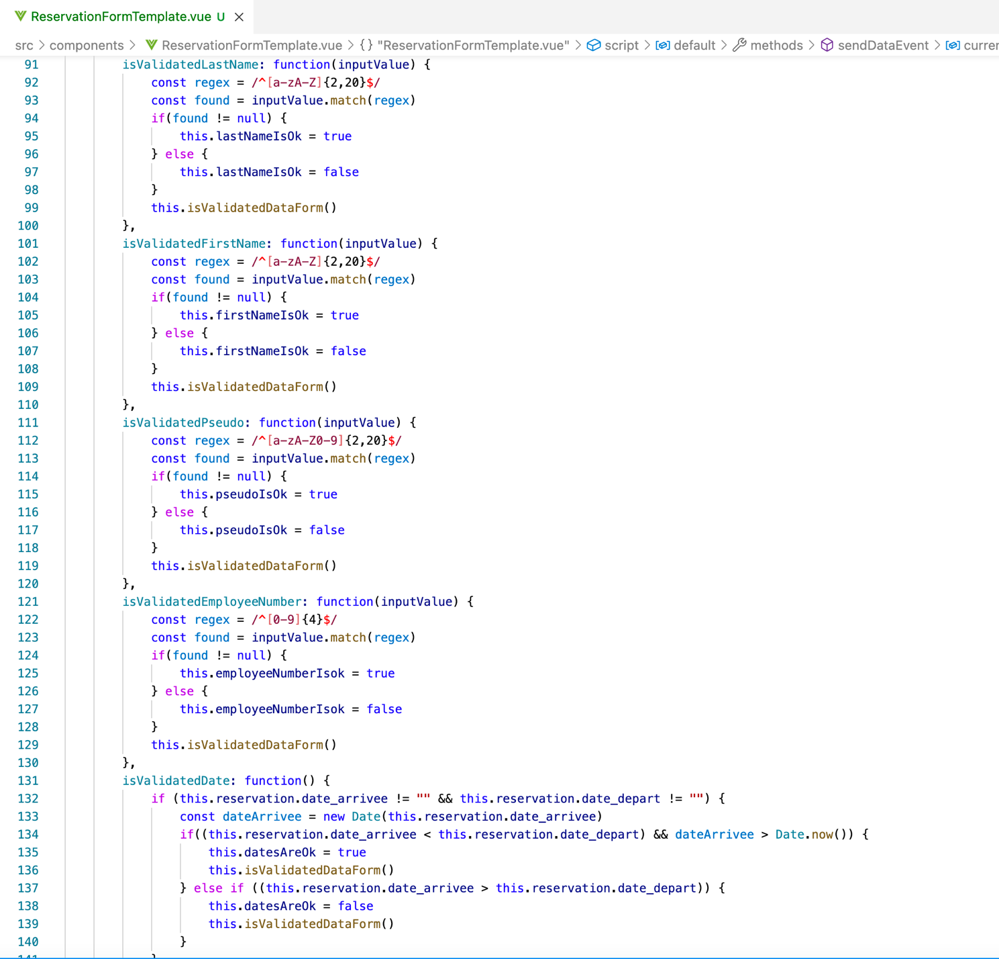 ReservationFormTemplate.vue U ×
src > components > ReservationFormTemplate.vue > {} "ReservationFormTemplate.vue" > script > default > methods > sendDataEvent > currer
91 isValidatedLastName: function(inputValue) {
92 const regex = /^[a-zA-Z]{2,20}$/
93 const found = inputValue.match(regex)
94 if(found != null) {
95 this.lastNameIsOk = true
96 } else {
97 this.lastNameIsOk = false
98 }
99 this.isValidatedDataForm()
100 },
101 isValidatedFirstName: function(inputValue) {
102 const regex = /^[a-zA-Z]{2,20}$/
103 const found = inputValue.match(regex)
104 if(found != null) {
105 this.firstNameIsOk = true
106 } else {
107 this.firstNameIsOk = false
108 }
109 this.isValidatedDataForm()
110 },
111 isValidatedPseudo: function(inputValue) {
112 const regex = /^[a-zA-Z0-9]{2,20}$/
113 const found = inputValue.match(regex)
114 if(found != null) {
115 this.pseudoIsOk = true
116 } else {
117 this.pseudoIsOk = false
118 }
119 this.isValidatedDataForm()
120 },
121 isValidatedEmployeeNumber: function(inputValue) {
122 const regex = /^[0-9]{4}$/
123 const found = inputValue.match(regex)
124 if(found != null) {
125 this.employeeNumberIsok = true
126 } else {
127 this.employeeNumberIsok = false
128 }
129 this.isValidatedDataForm()
130 },
131 isValidatedDate: function() {
132 if (this.reservation.date_arrivee != "" && this.reservation.date_depart != "") {
133 const dateArrivee = new Date(this.reservation.date_arrivee)
134 if((this.reservation.date_arrivee < this.reservation.date_depart) && dateArrivee > Date.now()) {
135 this.datesAreOk = true
136 this.isValidatedDataForm()
137 } else if ((this.reservation.date_arrivee > this.reservation.date_depart)) {
138 this.datesAreOk = false
139 this.isValidatedDataForm()
140 }